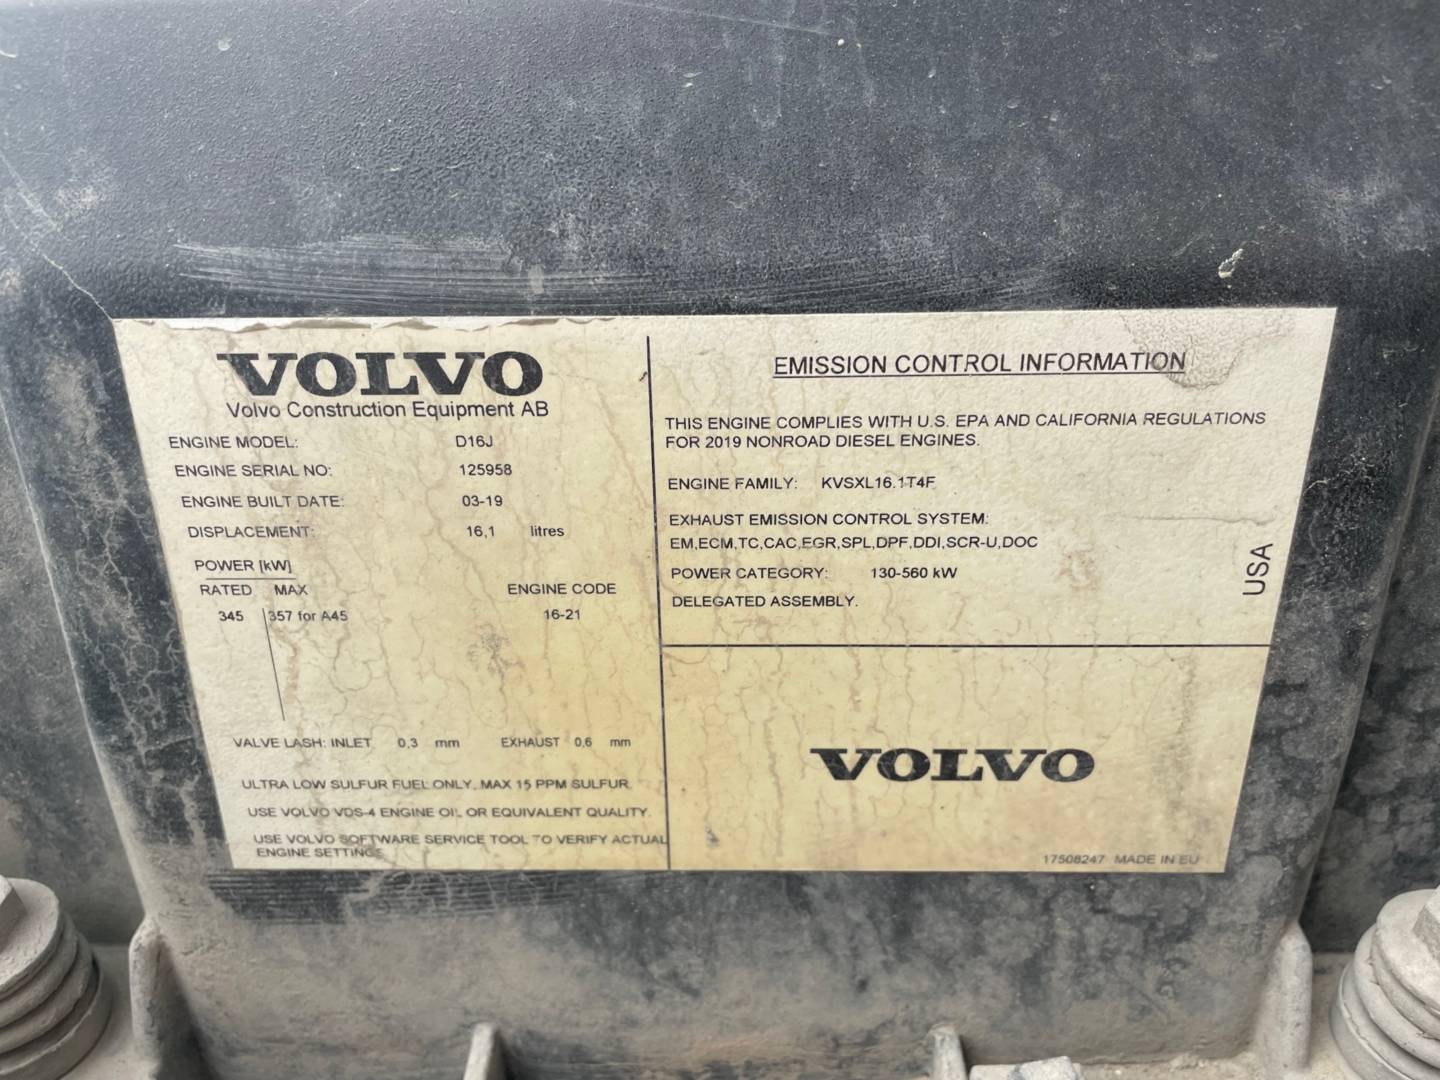 VOLVO
Volvo Construction Equipment AB
ENGINE MODEL: D16J
ENGINE SERIAL NO: 125958
ENGINE BUILT DATE: 03-19
DISPLACEMENT: 16,1 litres
POWER [kW]
RATED MAX ENGINE CODE
345 357 for A45 16-21
VALVE LASH: INLET 0,3 mm EXHAUST 0,6 mm
ULTRA LOW SULFUR FUEL ONLY, MAX 15 PPM SULFUR.
USE VOLVO VDS-4 ENGINE OIL OR EQUIVALENT QUALITY.
USE VOLVO SOFTWARE SERVICE TOOL TO VERIFY ACTUAL
ENGINE SETTINGS
EMISSION CONTROL INFORMATION
THIS ENGINE COMPLIES WITH U.S. EPA AND CALIFORNIA REGULATIONS
FOR 2019 NONROAD DIESEL ENGINES.
ENGINE FAMILY: KVSXL16.1T4F
EXHAUST EMISSION CONTROL SYSTEM:
EM,ECM,TC,CAC,EGR,SPL,DPF,DDI,SCR-U,DOC
POWER CATEGORY: 130-560 kW
DELEGATED ASSEMBLY.
USA
VOLVO
17508247 MADE IN EU